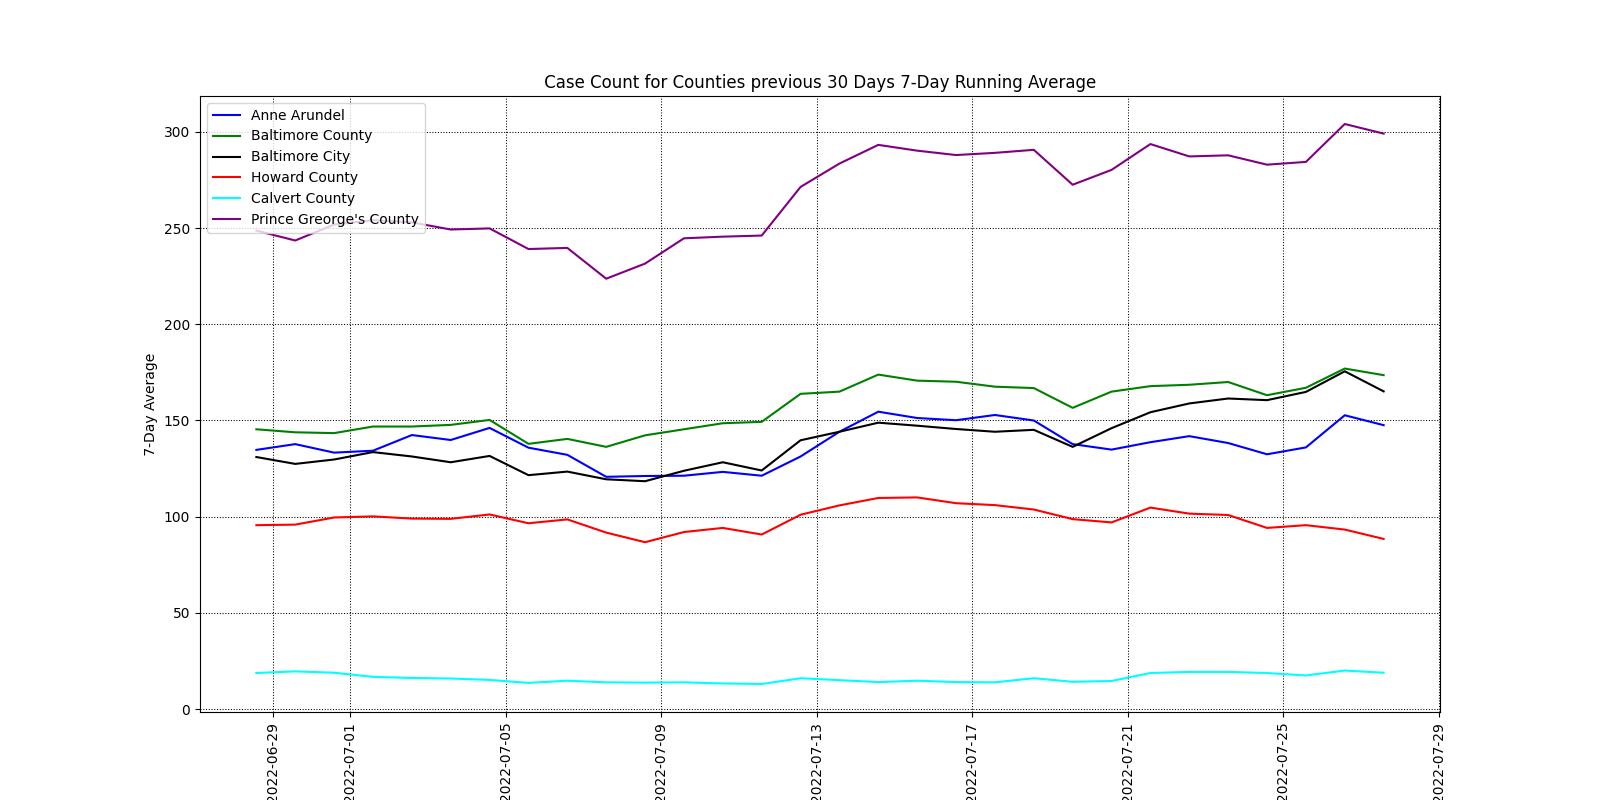 Case Count for Counties previous 30 Days 7-Day Running Average
Anne Arundel
Baltimore County
Baltimore City
Howard County
Calvert County
Prince Greorge's County
7-Day Average
300
250
200
150
100
50
0
2022-06-29
2022-07-01
2022-07-05
2022-07-09
2022-07-13
2022-07-17
2022-07-21
2022-07-25
2022-07-29